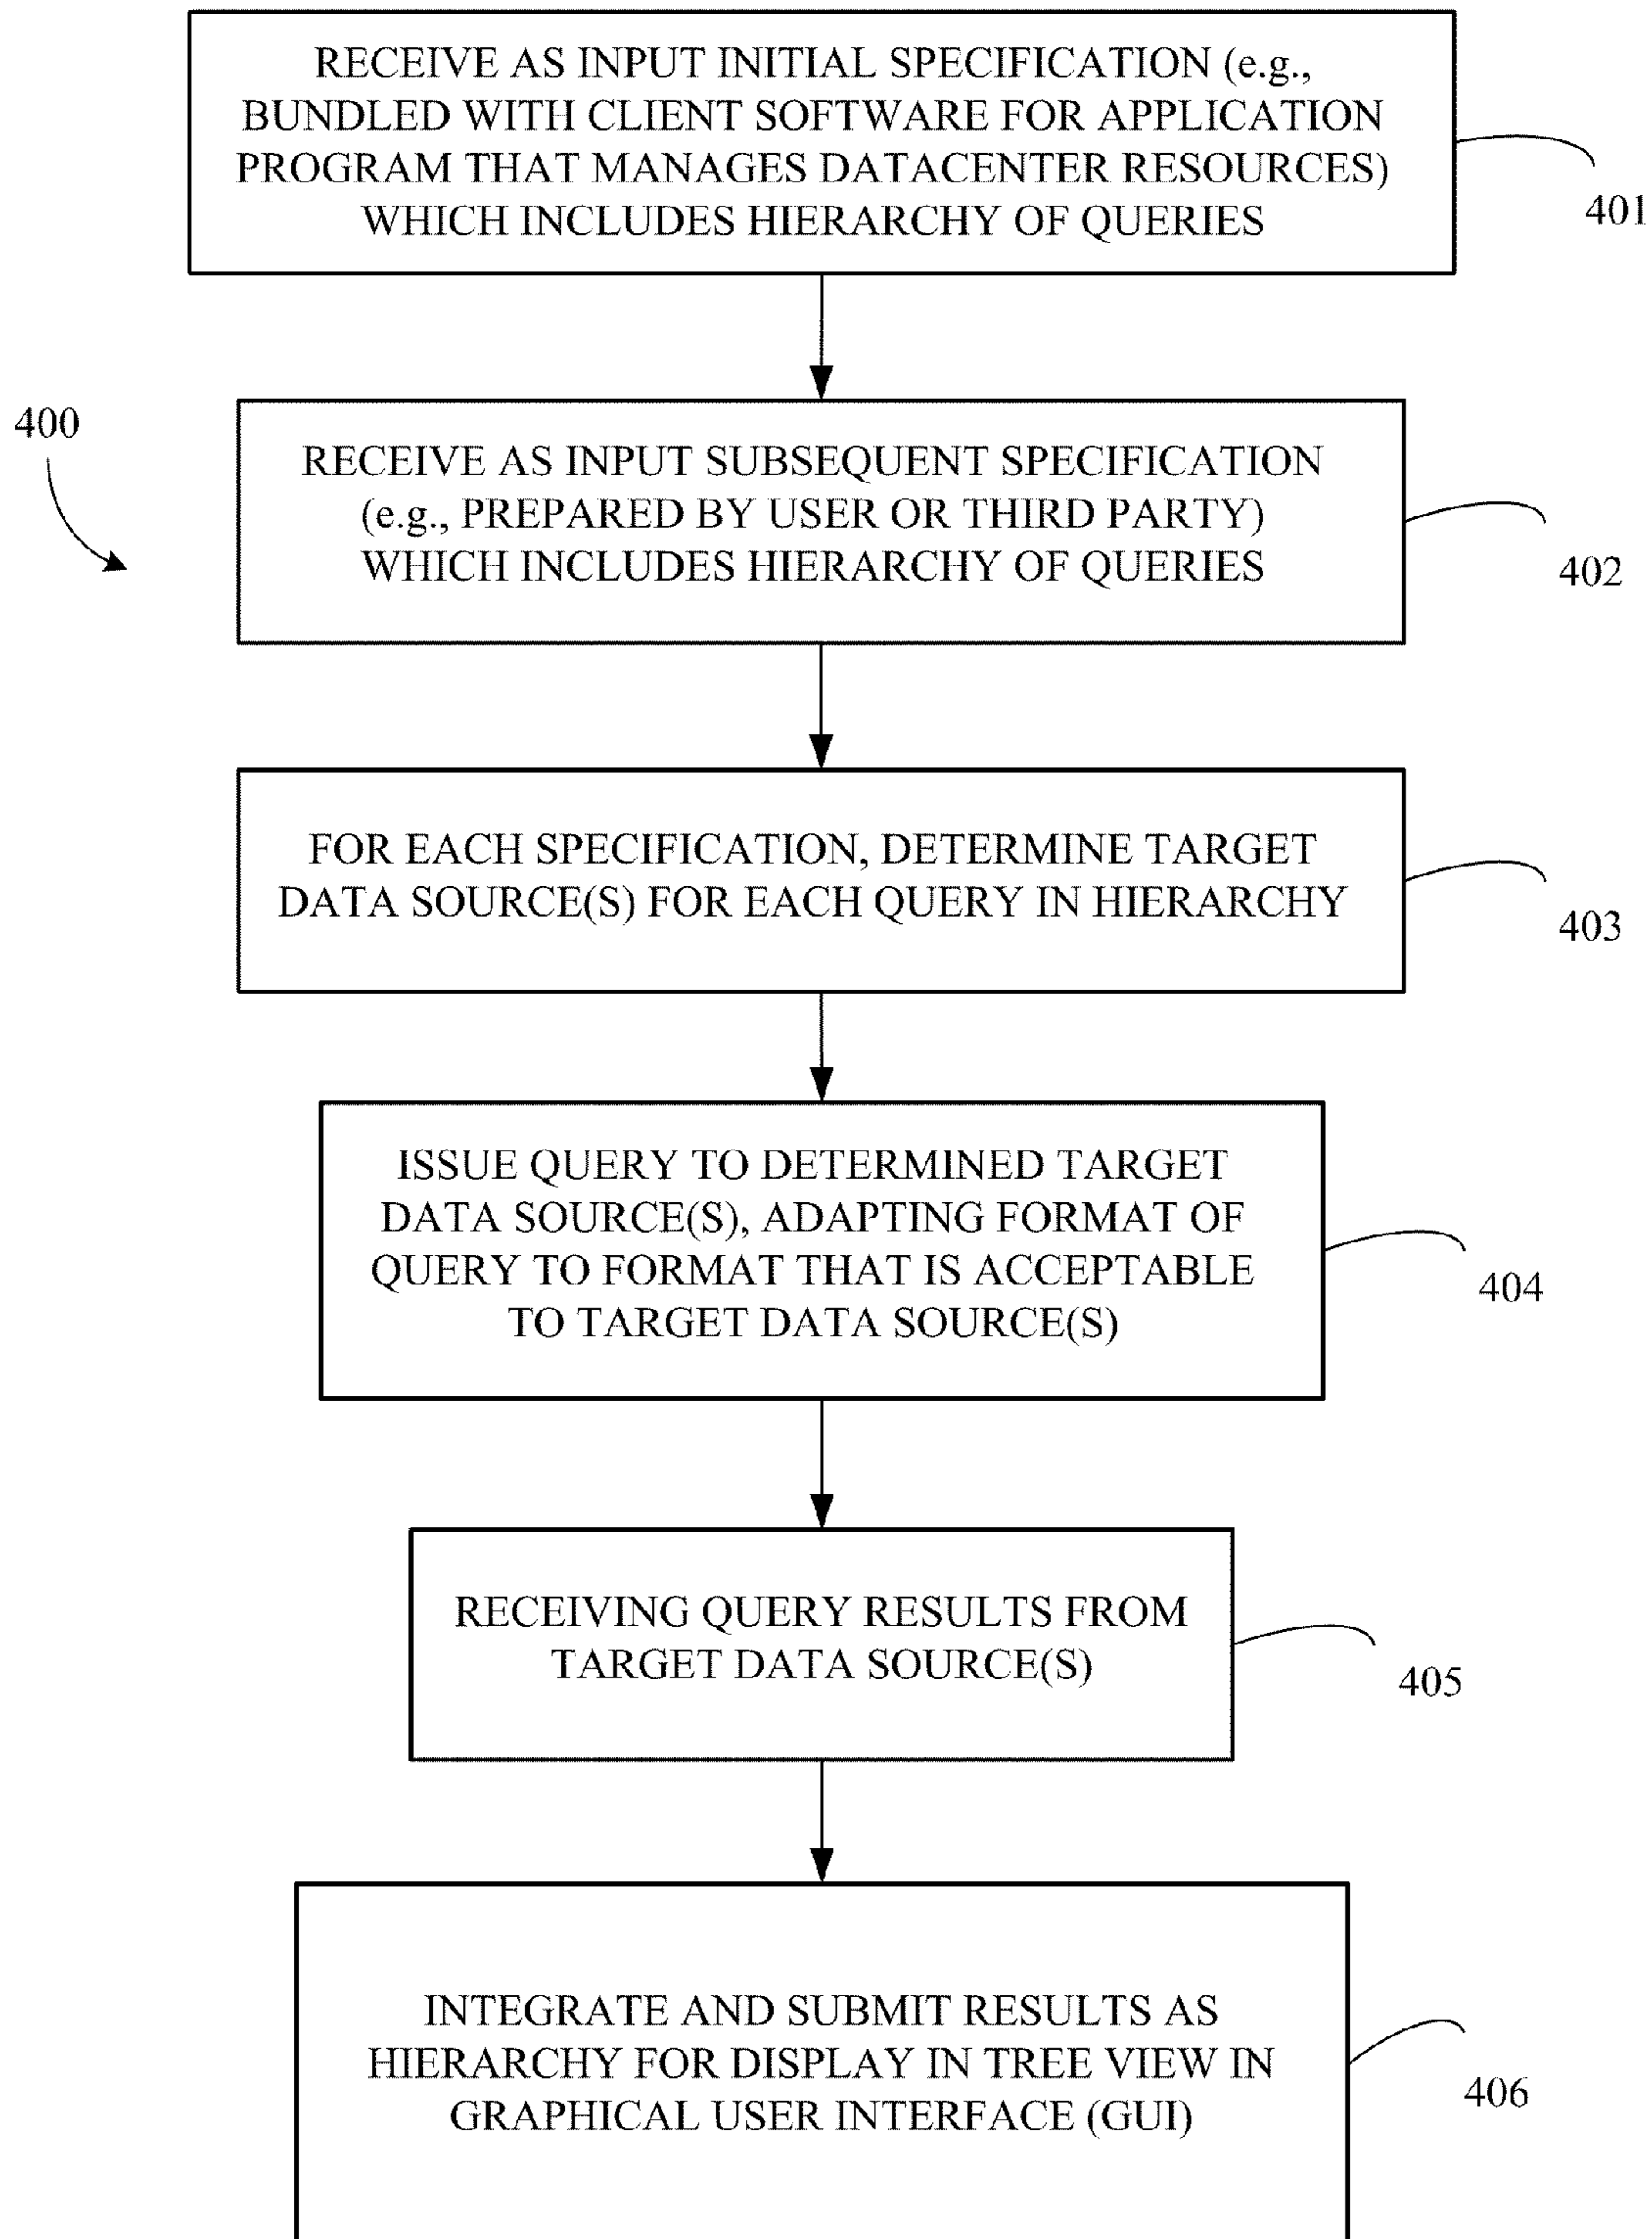 RECEIVE AS INPUT INITIAL SPECIFICATION (e.g.,
BUNDLED WITH CLIENT SOFTWARE FOR APPLICATION
PROGRAM THAT MANAGES DATACENTER RESOURCES)
WHICH INCLUDES HIERARCHY OF QUERIES
401
400
RECEIVE AS INPUT SUBSEQUENT SPECIFICATION
(e.g., PREPARED BY USER OR THIRD PARTY)
WHICH INCLUDES HIERARCHY OF QUERIES
402
FOR EACH SPECIFICATION, DETERMINE TARGET
DATA SOURCE(S) FOR EACH QUERY IN HIERARCHY
403
ISSUE QUERY TO DETERMINED TARGET
DATA SOURCE(S), ADAPTING FORMAT OF
QUERY TO FORMAT THAT IS ACCEPTABLE
TO TARGET DATA SOURCE(S)
404
RECEIVING QUERY RESULTS FROM
TARGET DATA SOURCE(S)
405
INTEGRATE AND SUBMIT RESULTS AS
HIERARCHY FOR DISPLAY IN TREE VIEW IN
GRAPHICAL USER INTERFACE (GUI)
406